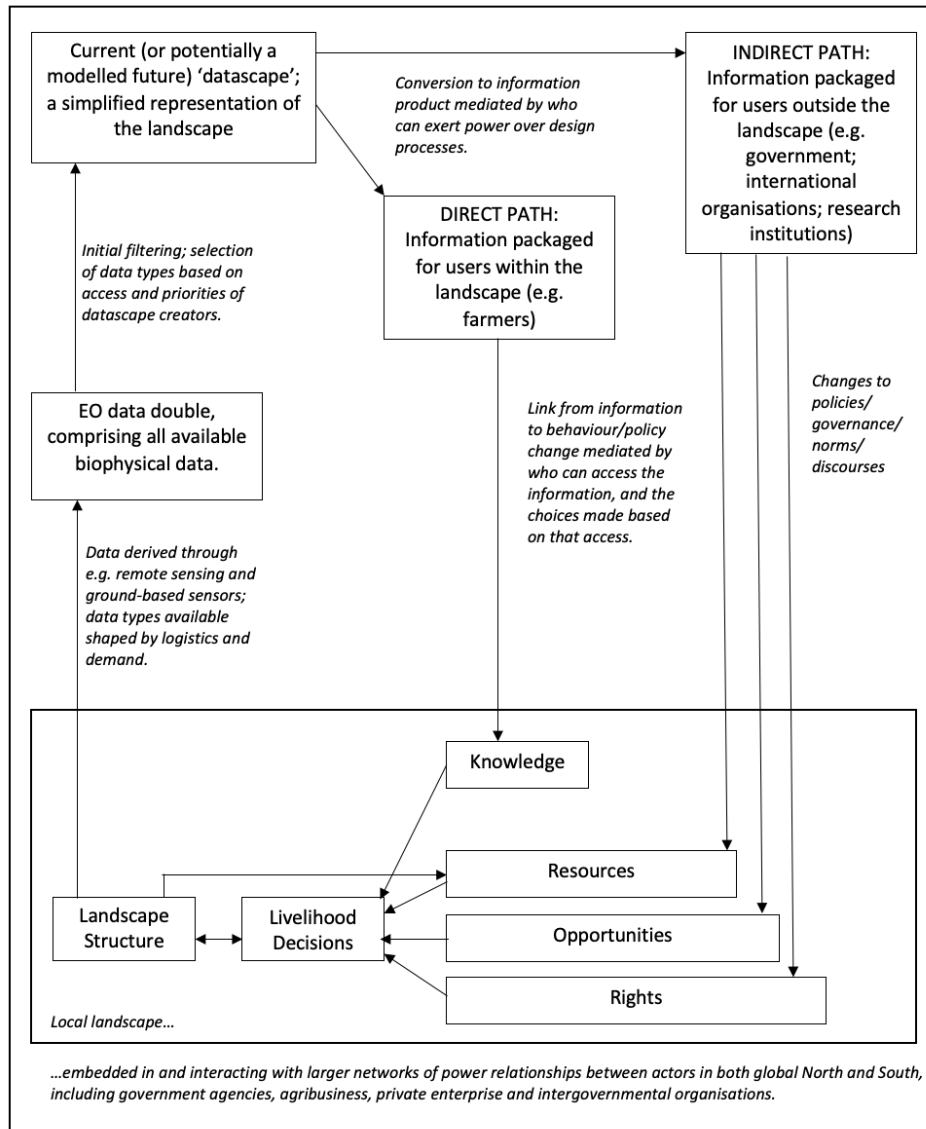 Current (or potentially a
modelled future) ‘datascape’;
a simplified representation of
the landscape
Conversion to information
product mediated by who
can exert power over design
processes.
INDIRECT PATH:
Information packaged
for users outside the
landscape (e.g.
government;
international
organisations; research
institutions)
DIRECT PATH:
Information packaged
for users within the
landscape (e.g.
farmers)
Initial filtering; selection
of data types based on
access and priorities of
datascape creators.
EO data double,
comprising all available
biophysical data.
Link from information
to behaviour/policy
change mediated by
who can access the
information, and the
choices made based
on that access.
Changes to
policies/
governance/
norms/
discourses
Data derived through
e.g. remote sensing and
ground-based sensors;
data types available
shaped by logistics and
demand.
Knowledge
Resources
Landscape
Structure
Livelihood
Decisions
Opportunities
Rights
Local landscape…
…embedded in and interacting with larger networks of power relationships between actors in both global North and South,
including government agencies, agribusiness, private enterprise and intergovernmental organisations.